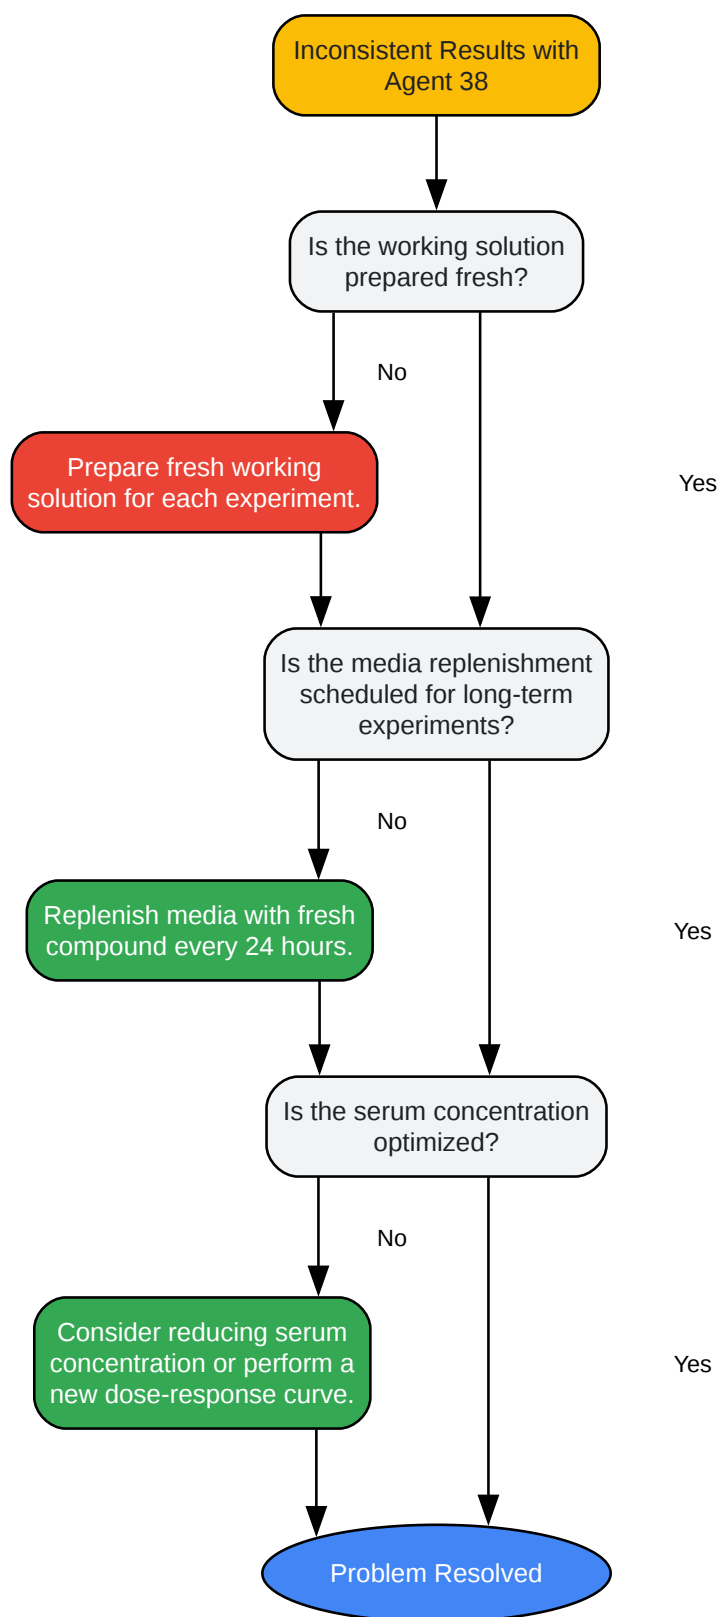 Inconsistent Results with
Agent 38
Is the working solution
prepared fresh?
No
Prepare fresh working
solution for each experiment.
Yes
Is the media replenishment
scheduled for long-term
experiments?
No
Replenish media with fresh
compound every 24 hours.
Yes
Is the serum concentration
optimized?
No
Consider reducing serum
concentration or perform a
new dose-response curve.
Yes
Problem Resolved